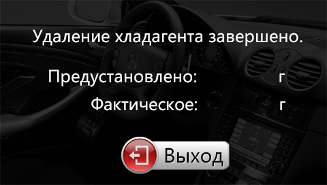 Удаление хладагента завершено.
Предустановлено: г
Фактическое: г
Выход